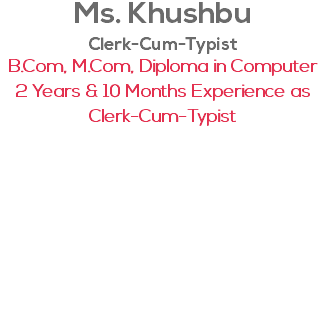 Ms. Khushbu
Clerk-Cum-Typist
B.Com, M.Com, Diploma in Computer
2 Years & 10 Months Experience as
Clerk-Cum-Typist